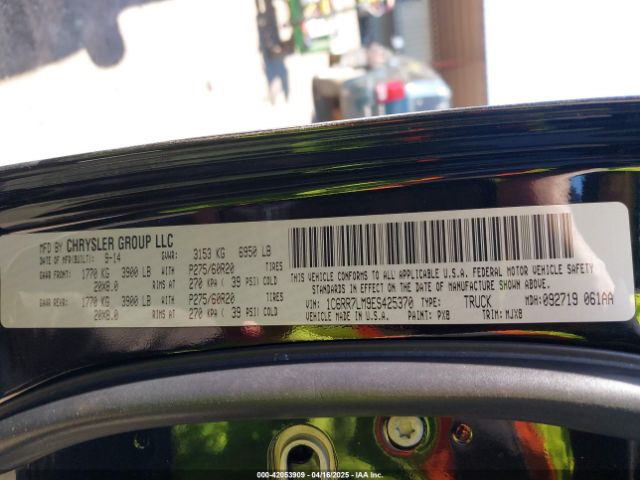 MFD BY CHRYSLER GROUP LLC
DATE OF MFR(BUILT): 9-14 GVWR: 3153 KG 6950 LB
GAWR FRONT: 1770 KG 3900 LB WITH P275/60R20 TIRES
20X8.0 RIMS AT 270 KPA ( 39 PSI) COLD
GAWR REAR: 1770 KG 3900 LB WITH P275/60R20 TIRES
20X8.0 RIMS AT 270 KPA ( 39 PSI) COLD
THIS VEHICLE CONFORMS TO ALL APPLICABLE U.S.A. FEDERAL MOTOR VEHICLE SAFETY
STANDARDS IN EFFECT ON THE DATE OF MANUFACTURE SHOWN ABOVE.
VIN: 1C6RR7LM9ES425370 TYPE: TRUCK MDH:092719 061AA
VEHICLE MADE IN U.S.A. PAINT: PX8 TRIM: MJX8
000-42053909 - 04/16/2025 - IAA Inc.